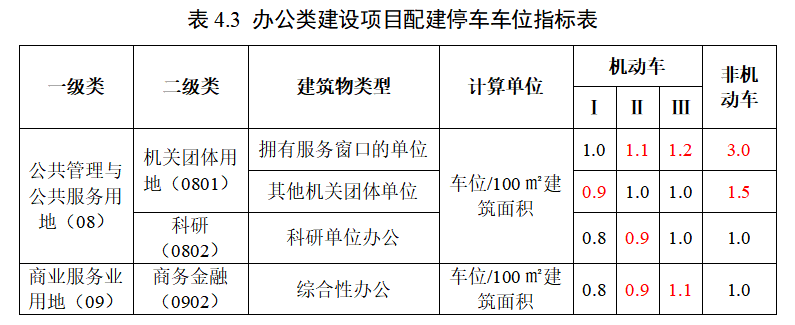 表 4.3 办公类建设项目配建停车车位指标表
一级类 二级类 建筑物类型 计算单位 机动车 非机动车
Ⅰ Ⅱ Ⅲ
公共管理与公共服务用地（08） 机关团体用地（0801） 拥有服务窗口的单位 车位/100 ㎡建筑面积 1.0 1.1 1.2 3.0
其他机关团体单位 0.9 1.0 1.0 1.5
科研（0802） 科研单位办公 0.8 0.9 1.0 1.0
商业服务业用地（09） 商务金融（0902） 综合性办公 车位/100 ㎡建筑面积 0.8 0.9 1.1 1.0